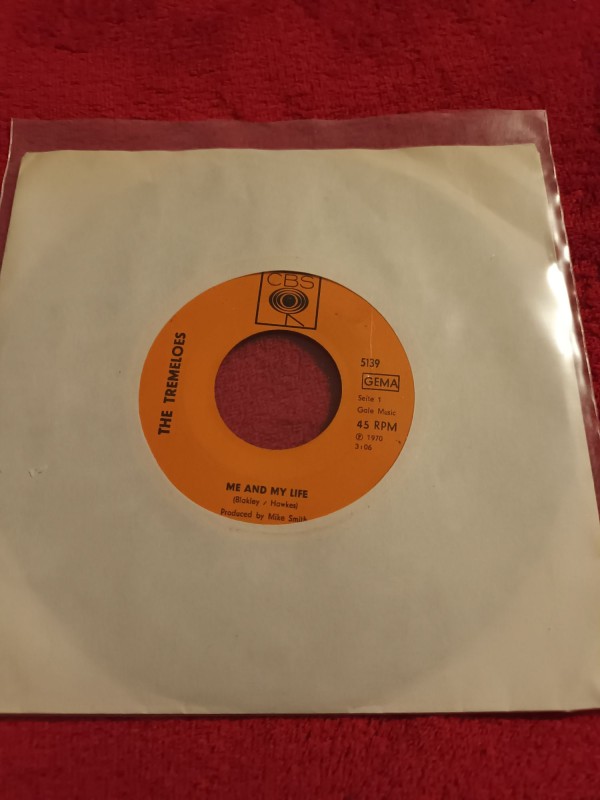 CBS
THE TREMELOES
5139
GEMA
Seite 1
Gale Music
45 RPM
℗ 1970
3:06
ME AND MY LIFE
(Blakley - Hawkes)
Produced by Mike Smith